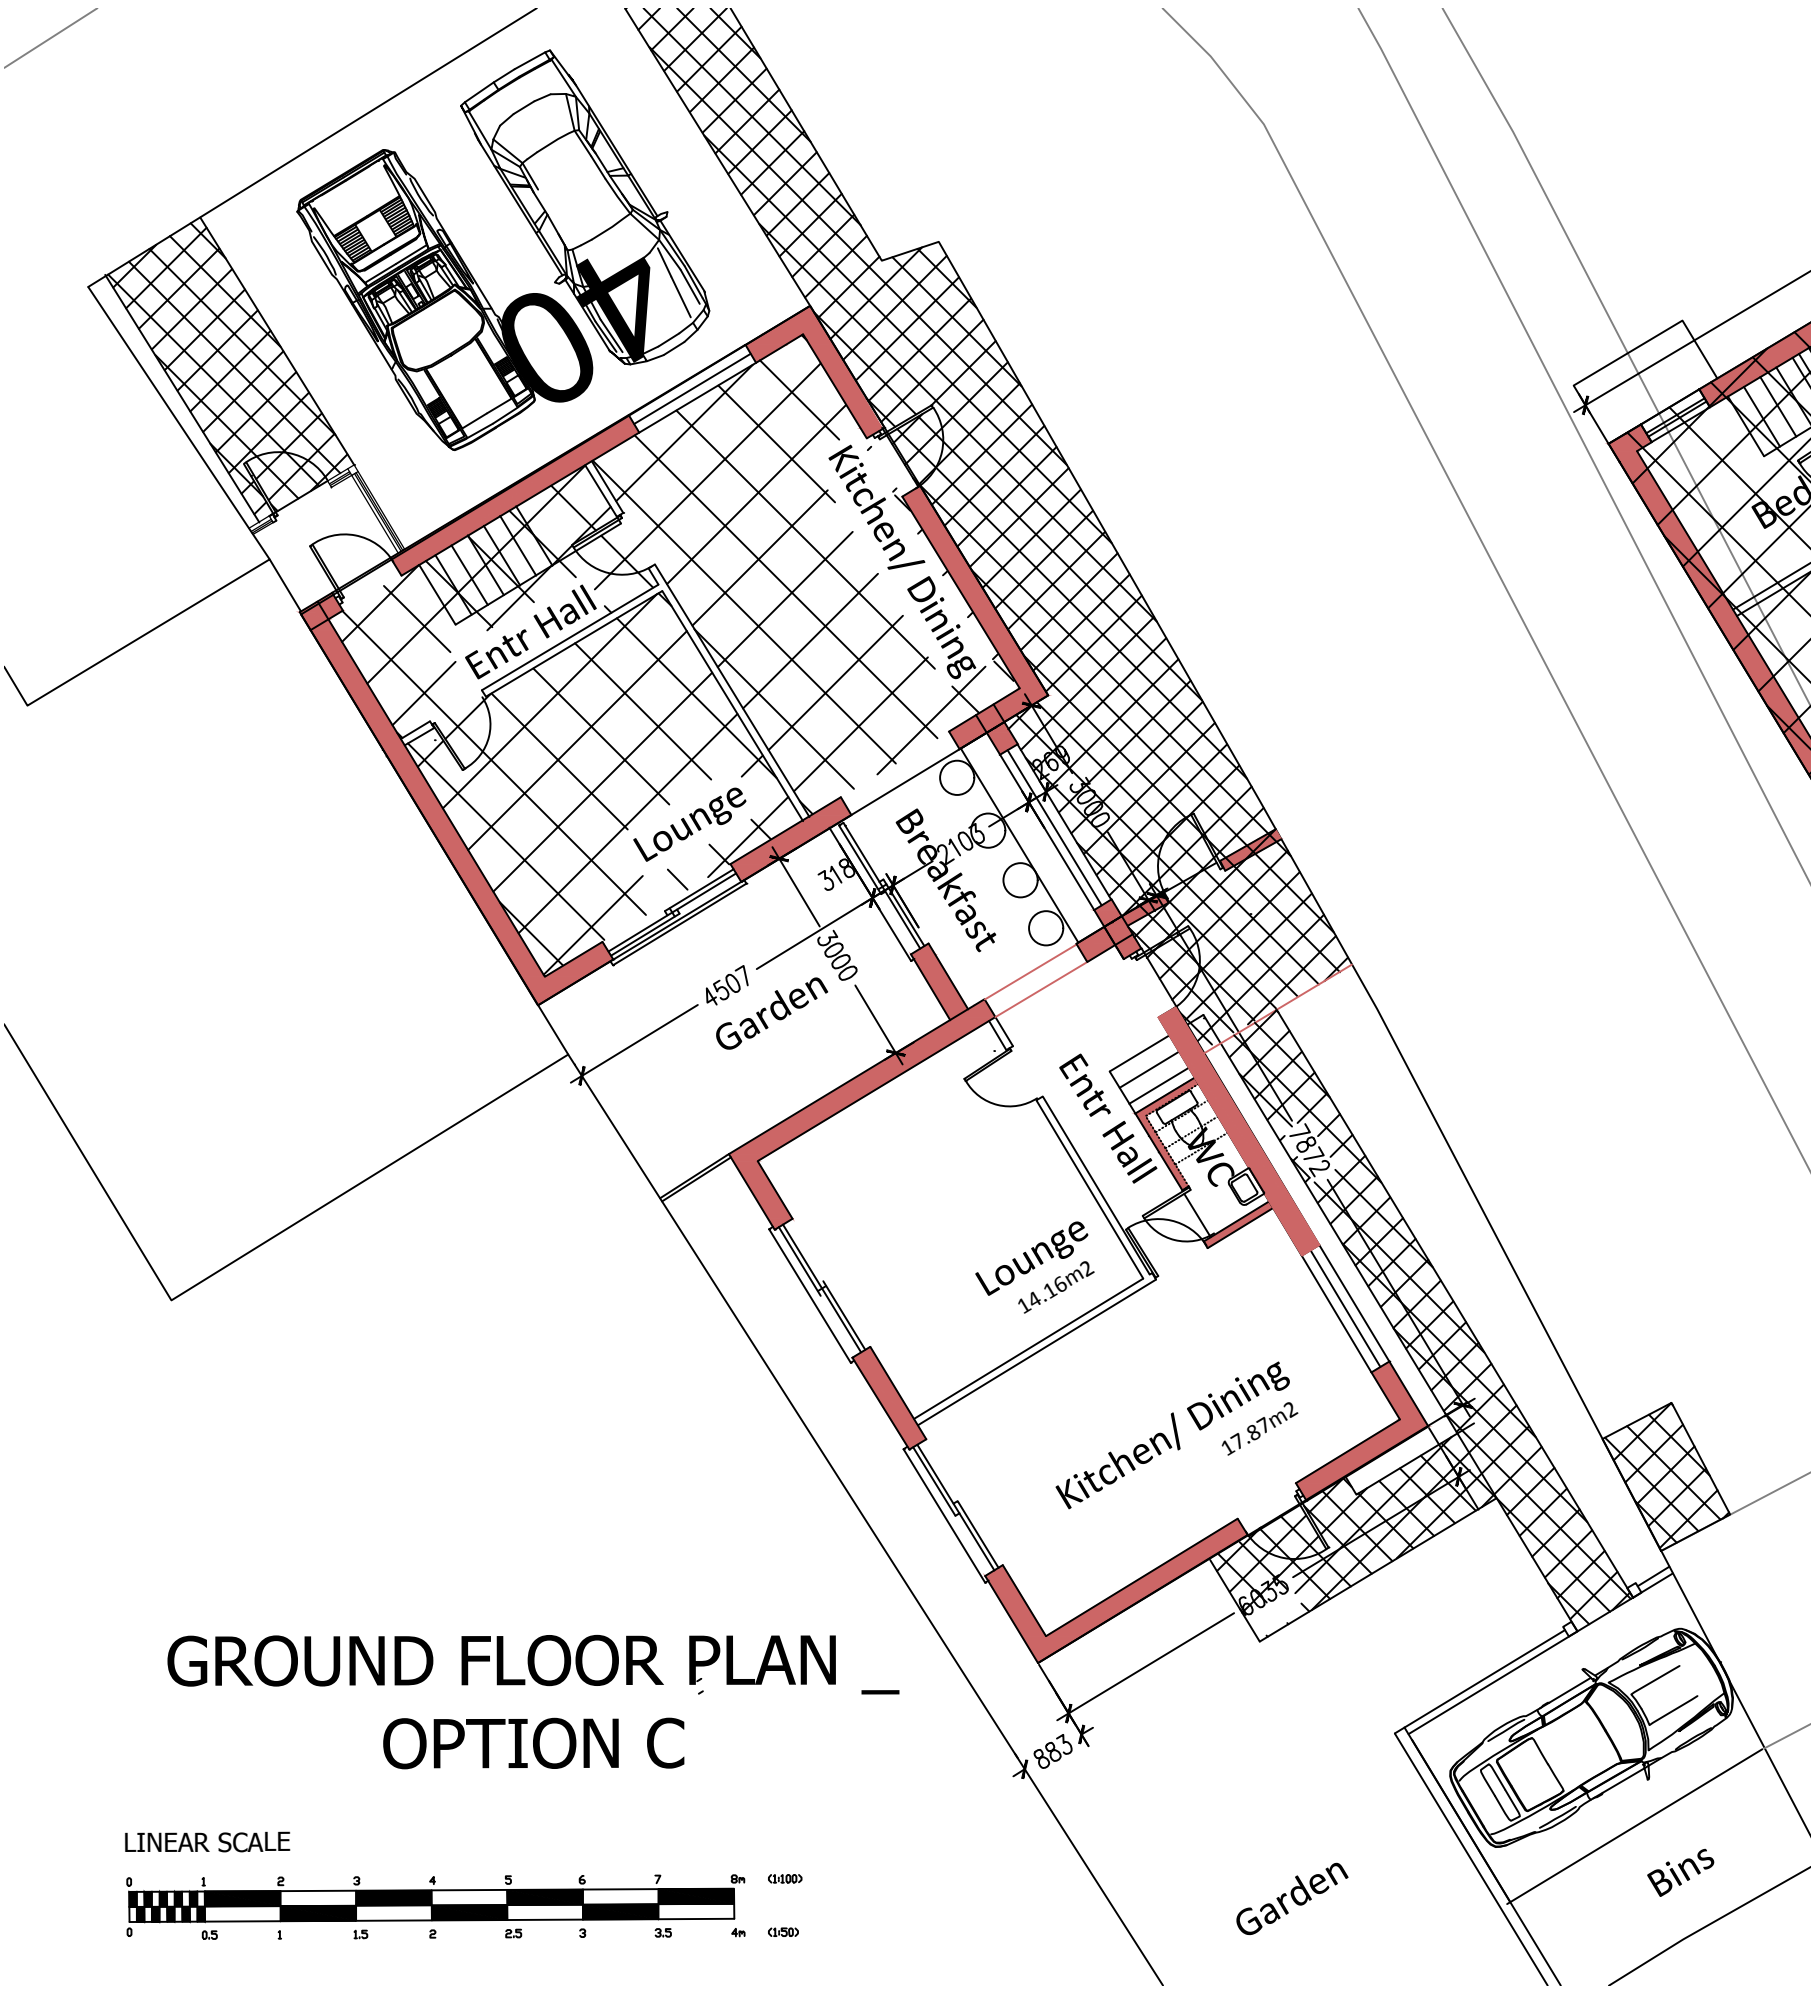 40
Kitchen/ Dining
Entr Hall
Lounge
Bed
269
3000
2103
Breakfast
318
3000
4507
Garden
Entr Hall
WC
7872
Lounge
14.16m2
Kitchen/ Dining
17.87m2
6035
883
GROUND FLOOR PLAN _
OPTION C
Garden
Bins
LINEAR SCALE
0 1 2 3 4 5 6 7 8m (1:100)
0 0.5 1 1.5 2 2.5 3 3.5 4m (1:50)